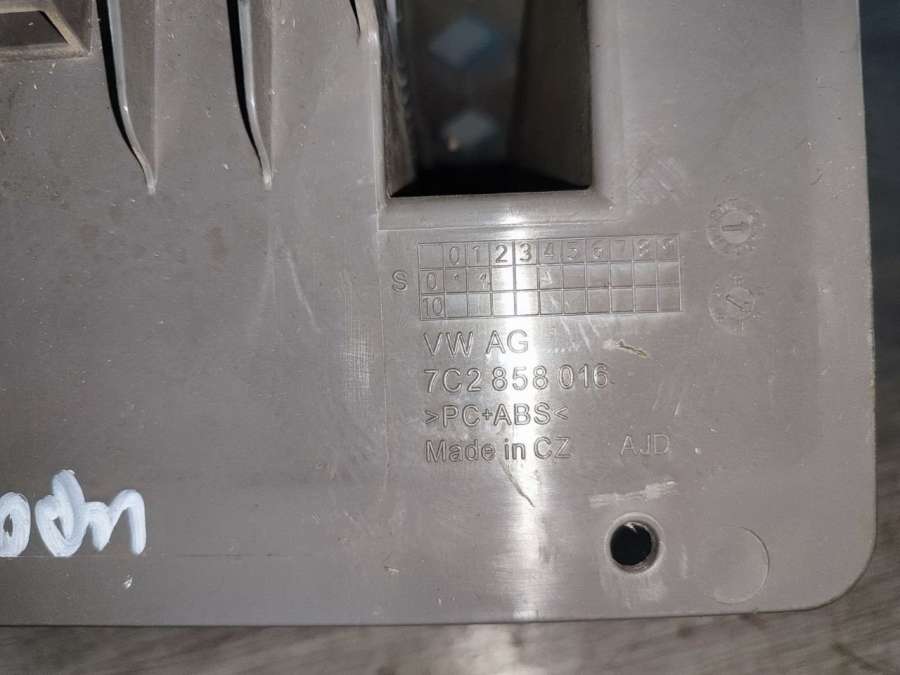 0 1 2 3 4 5 6 7 8 9
S 0
10
VW AG
7C2 858 016
>PC+ABS<
Made in CZ AJD